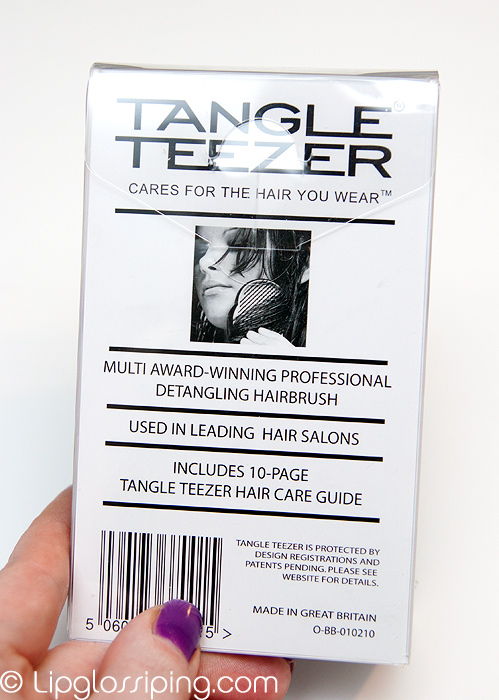 TANGLE®
TEEZER
CARES FOR THE HAIR YOU WEAR™
MULTI AWARD-WINNING PROFESSIONAL
DETANGLING HAIRBRUSH
USED IN LEADING HAIR SALONS
INCLUDES 10-PAGE
TANGLE TEEZER HAIR CARE GUIDE
TANGLE TEEZER IS PROTECTED BY
DESIGN REGISTRATIONS AND
PATENTS PENDING. PLEASE SEE
WEBSITE FOR DETAILS.
MADE IN GREAT BRITAIN
O-BB-010210
© Lipglossiping.com